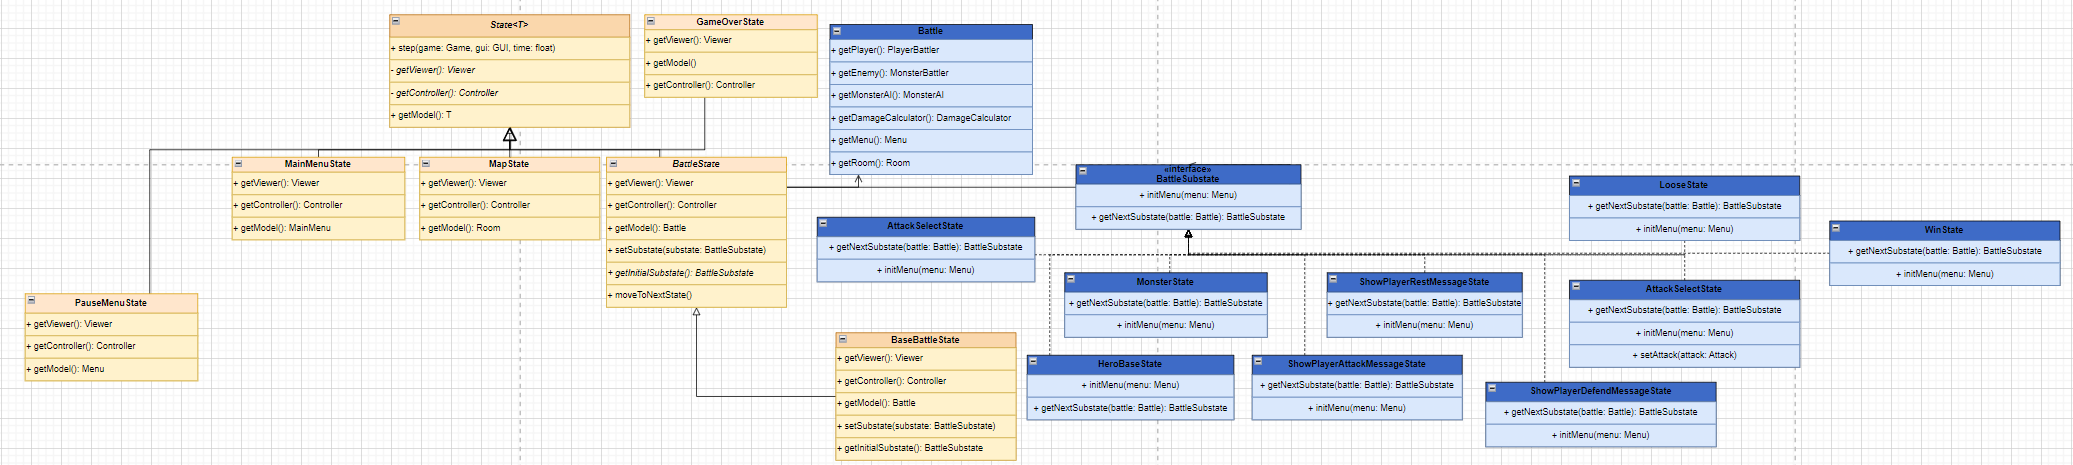 State<T>
+ step(game: Game, gui: GUI, time: float)
- getViewer(): Viewer
- getController(): Controller
+ getModel(): T
GameOverState
+ getViewer(): Viewer
+ getModel()
+ getController(): Controller
Battle
+ getPlayer(): PlayerBattler
+ getEnemy(): MonsterBattler
+ getMonsterAI(): MonsterAI
+ getDamageCalculator(): DamageCalculator
+ getMenu(): Menu
+ getRoom(): Room
MainMenuState
+ getViewer(): Viewer
+ getController(): Controller
+ getModel(): MainMenu
MapState
+ getViewer(): Viewer
+ getController(): Controller
+ getModel(): Room
BattleState
+ getViewer(): Viewer
+ getController(): Controller
+ getModel(): Battle
+ setSubstate(substate: BattleSubstate)
+ getInitialSubstate(): BattleSubstate
+ moveToNextState()
«interface»
BattleSubstate
+ initMenu(menu: Menu)
+ getNextSubstate(battle: Battle): BattleSubstate
LooseState
+ getNextSubstate(battle: Battle): BattleSubstate
+ initMenu(menu: Menu)
WinState
+ getNextSubstate(battle: Battle): BattleSubstate
+ initMenu(menu: Menu)
AttackSelectState
+ getNextSubstate(battle: Battle): BattleSubstate
+ initMenu(menu: Menu)
MonsterState
+ getNextSubstate(battle: Battle): BattleSubstate
+ initMenu(menu: Menu)
ShowPlayerRestMessageState
+ getNextSubstate(battle: Battle): BattleSubstate
+ initMenu(menu: Menu)
AttackSelectState
+ getNextSubstate(battle: Battle): BattleSubstate
+ initMenu(menu: Menu)
+ setAttack(attack: Attack)
PauseMenuState
+ getViewer(): Viewer
+ getController(): Controller
+ getModel(): Menu
BaseBattleState
+ getViewer(): Viewer
+ getController(): Controller
+ getModel(): Battle
+ setSubstate(substate: BattleSubstate)
+ getInitialSubstate(): BattleSubstate
HeroBaseState
+ initMenu(menu: Menu)
+ getNextSubstate(battle: Battle): BattleSubstate
ShowPlayerAttackMessageState
+ getNextSubstate(battle: Battle): BattleSubstate
+ initMenu(menu: Menu)
ShowPlayerDefendMessageState
+ getNextSubstate(battle: Battle): BattleSubstate
+ initMenu(menu: Menu)